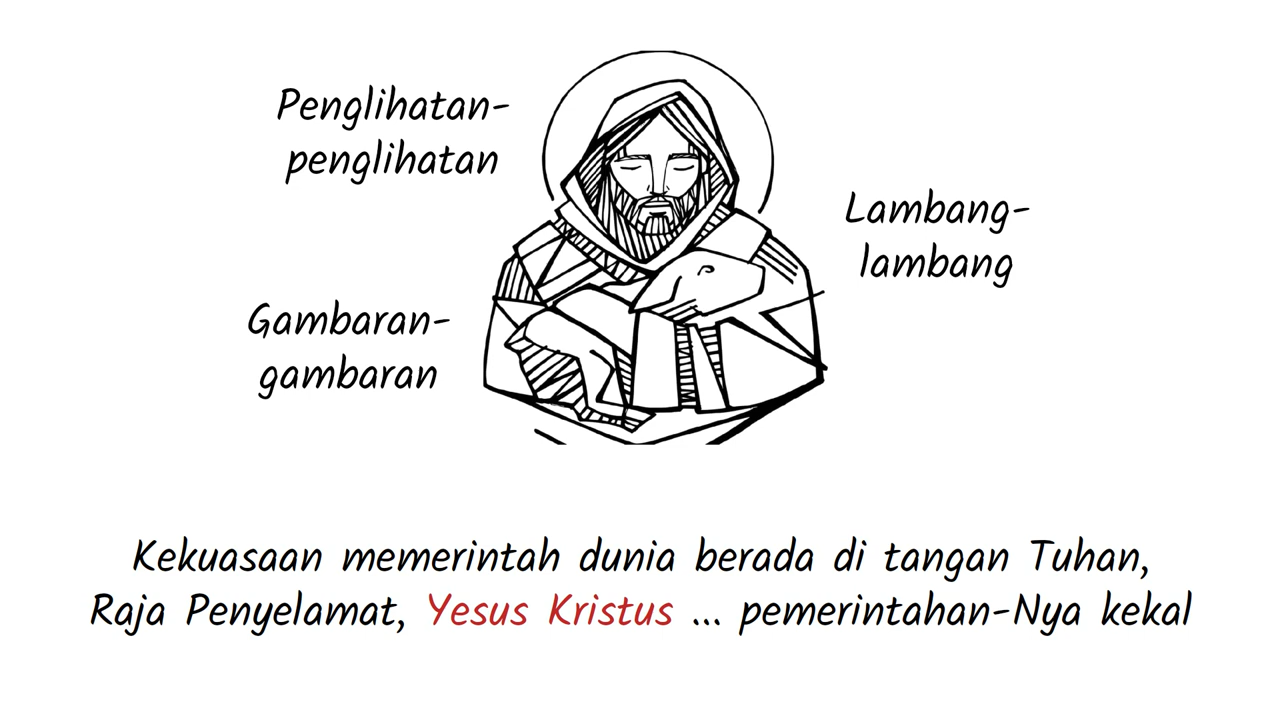 Penglihatan-
penglihatan
Lambang-
lambang
Gambaran-
gambaran
Kekuasaan memerintah dunia berada di tangan Tuhan,
Raja Penyelamat, Yesus Kristus ... pemerintahan-Nya kekal